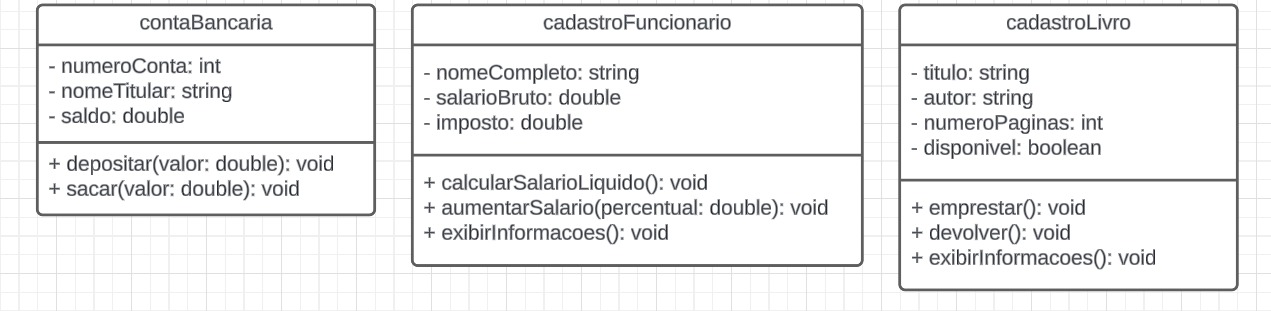 contaBancaria
- numeroConta: int
- nomeTitular: string
- saldo: double
+ depositar(valor: double): void
+ sacar(valor: double): void
cadastroFuncionario
- nomeCompleto: string
- salarioBruto: double
- imposto: double
+ calcularSalarioLiquido(): void
+ aumentarSalario(percentual: double): void
+ exibirInformacoes(): void
cadastroLivro
- titulo: string
- autor: string
- numeroPaginas: int
- disponivel: boolean
+ emprestar(): void
+ devolver(): void
+ exibirInformacoes(): void